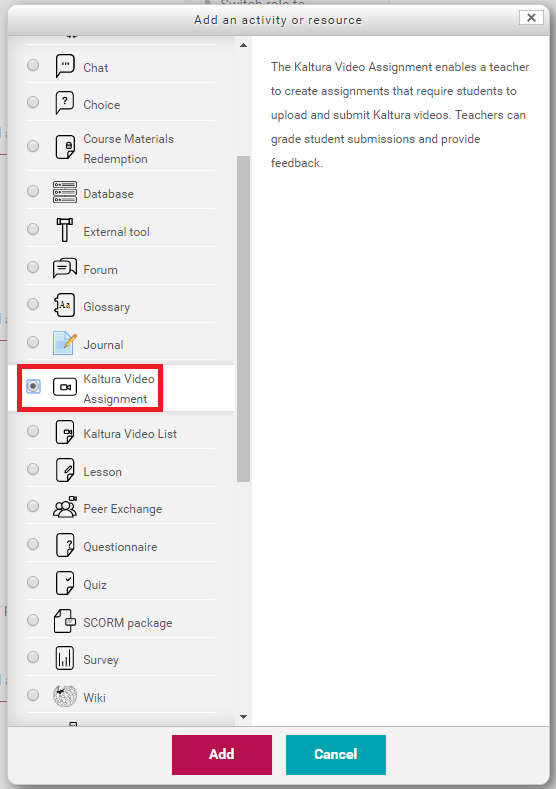 Switch role to
Add an activity or resource
Chat
Choice
Course Materials
Redemption
Database
External tool
Forum
Aa
Glossary
Journal
Kaltura Video
Assignment
Kaltura Video List
Lesson
Peer Exchange
Questionnaire
Quiz
SCORM package
Survey
Wiki
The Kaltura Video Assignment enables a teacher
to create assignments that require students to
upload and submit Kaltura videos. Teachers can
grade student submissions and provide
feedback.
Add
Cancel